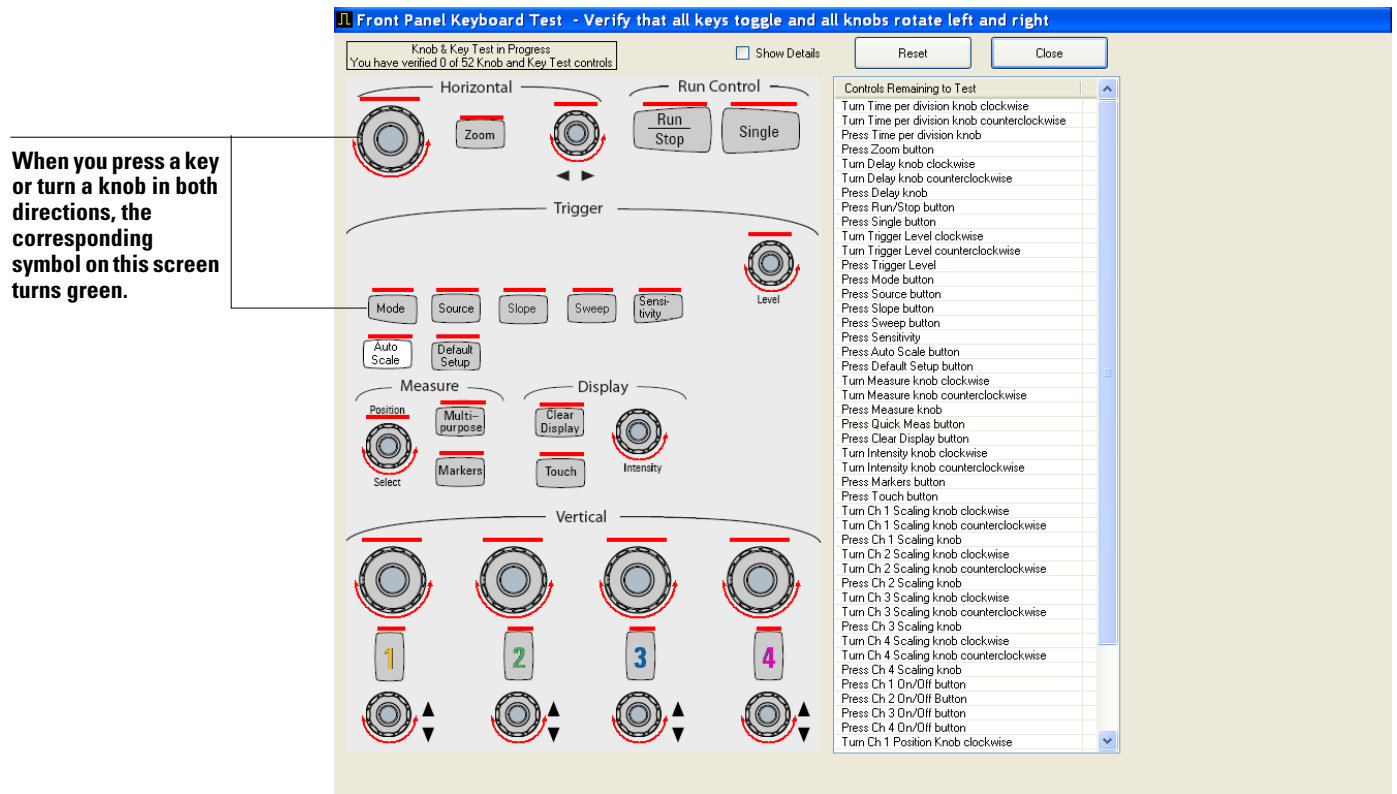 Front Panel Keyboard Test - Verify that all keys toggle and all knobs rotate left and right
Knob & Key Test in Progress
You have verified 0 of 52 Knob and Key Test controls
Show Details
Reset
Close
When you press a key
or turn a knob in both
directions, the
corresponding
symbol on this screen
turns green.
Horizontal
Run Control
Zoom
Run
Stop
Single
Trigger
Level
Mode
Source
Slope
Sweep
Sensi-
tivity
Auto
Scale
Default
Setup
Measure
Display
Position
Multi-
purpose
Clear
Display
Select
Markers
Touch
Intensity
Vertical
1
2
3
4
Controls Remaining to Test
Turn Time per division knob clockwise
Turn Time per division knob counterclockwise
Press Time per division knob
Press Zoom button
Turn Delay knob clockwise
Turn Delay knob counterclockwise
Press Delay knob
Press Run/Stop button
Press Single button
Turn Trigger Level clockwise
Turn Trigger Level counterclockwise
Press Trigger Level
Press Mode button
Press Source button
Press Slope button
Press Sweep button
Press Sensitivity
Press Auto Scale button
Press Default Setup button
Turn Measure knob clockwise
Turn Measure knob counterclockwise
Press Measure knob
Press Quick Meas button
Press Clear Display button
Turn Intensity knob clockwise
Turn Intensity knob counterclockwise
Press Markers button
Press Touch button
Turn Ch 1 Scaling knob clockwise
Turn Ch 1 Scaling knob counterclockwise
Press Ch 1 Scaling knob
Turn Ch 2 Scaling knob clockwise
Turn Ch 2 Scaling knob counterclockwise
Press Ch 2 Scaling knob
Turn Ch 3 Scaling knob clockwise
Turn Ch 3 Scaling knob counterclockwise
Press Ch 3 Scaling knob
Turn Ch 4 Scaling knob clockwise
Turn Ch 4 Scaling knob counterclockwise
Press Ch 4 Scaling knob
Press Ch 1 On/Off button
Press Ch 2 On/Off Button
Press Ch 3 On/Off button
Press Ch 4 On/Off button
Turn Ch 1 Position Knob clockwise